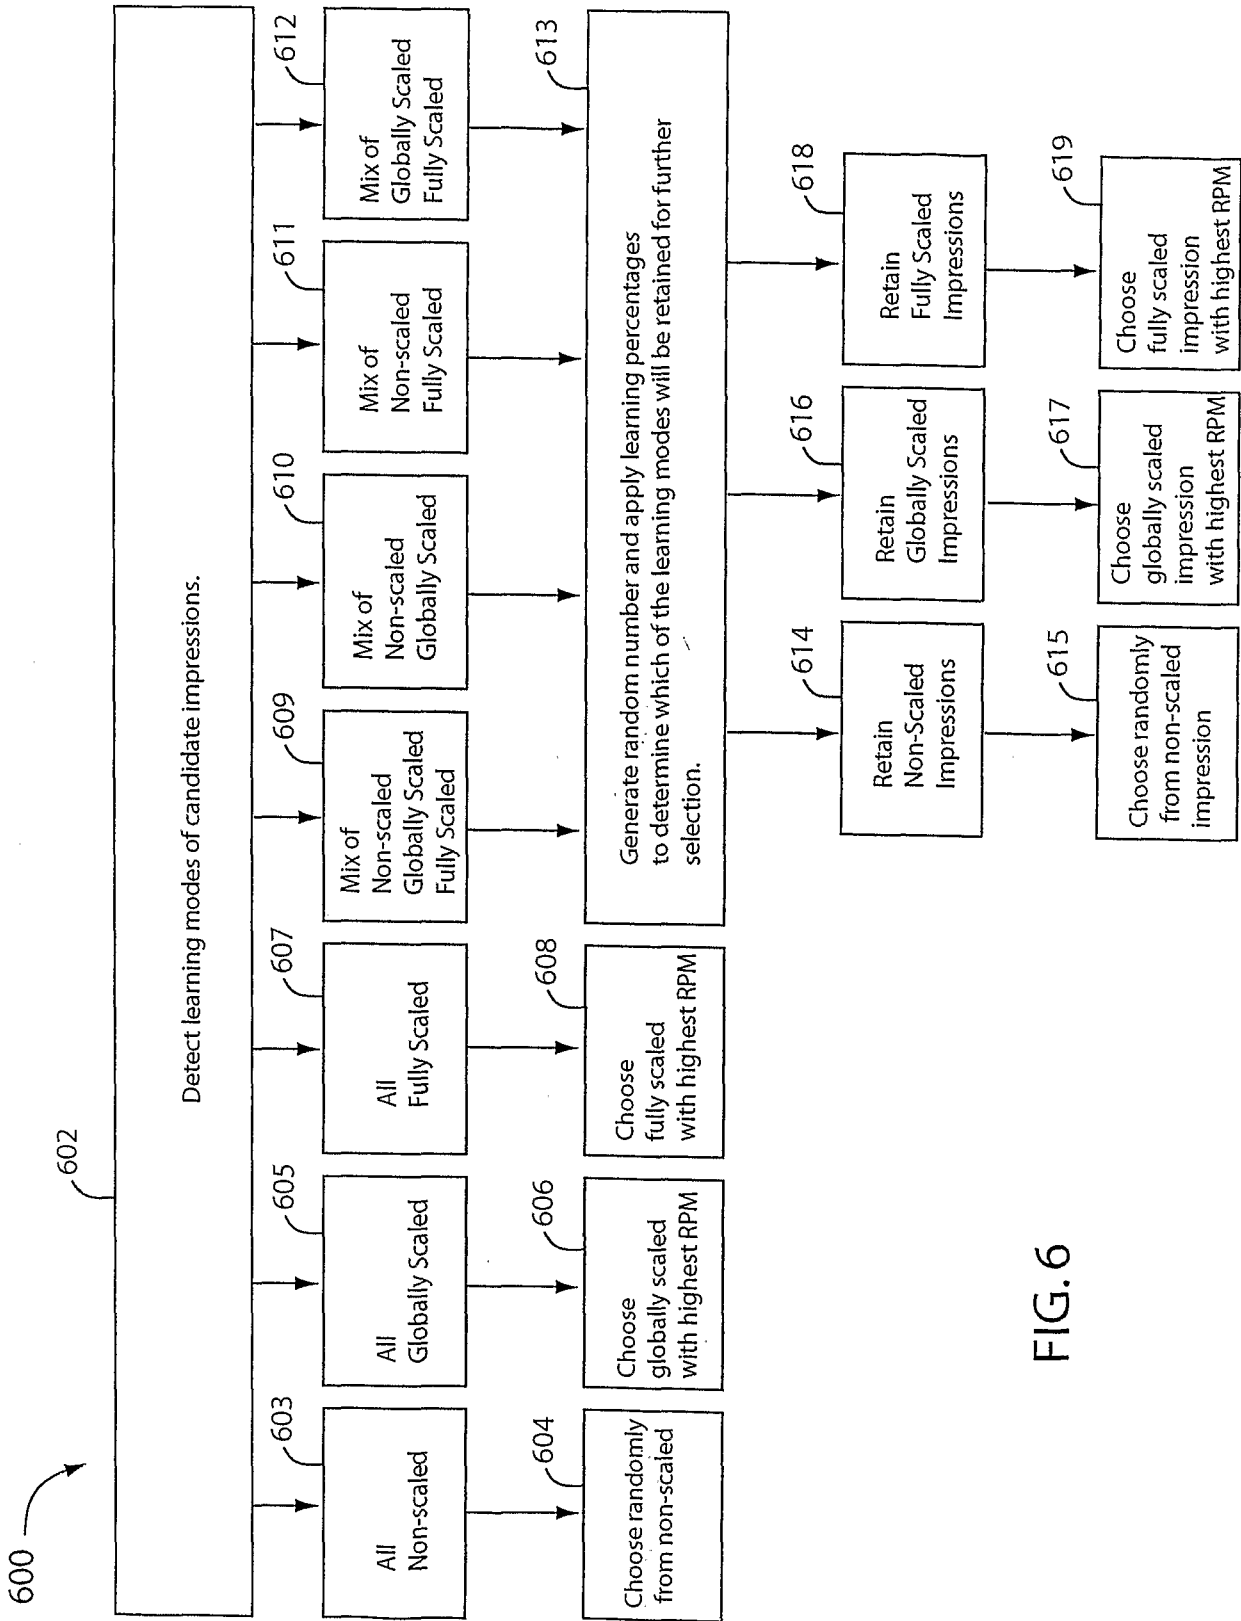 600
602
Detect learning modes of candidate impressions.
603
All
Non-scaled
605
All
Globally Scaled
607
All
Fully Scaled
609
Mix of
Non-scaled
Globally Scaled
Fully Scaled
610
Mix of
Non-scaled
Globally Scaled
611
Mix of
Non-scaled
Fully Scaled
612
Mix of
Globally Scaled
Fully Scaled
604
Choose randomly
from non-scaled
606
Choose
globally scaled
with highest RPM
608
Choose
fully scaled
with highest RPM
613
Generate random number and apply learning percentages
to determine which of the learning modes will be retained for further
selection.
614
Retain
Non-Scaled
Impressions
616
Retain
Globally Scaled
Impressions
618
Retain
Fully Scaled
Impressions
615
Choose randomly
from non-scaled
impression
617
Choose
globally scaled
impression
with highest RPM
619
Choose
fully scaled
impression
with highest RPM
FIG. 6